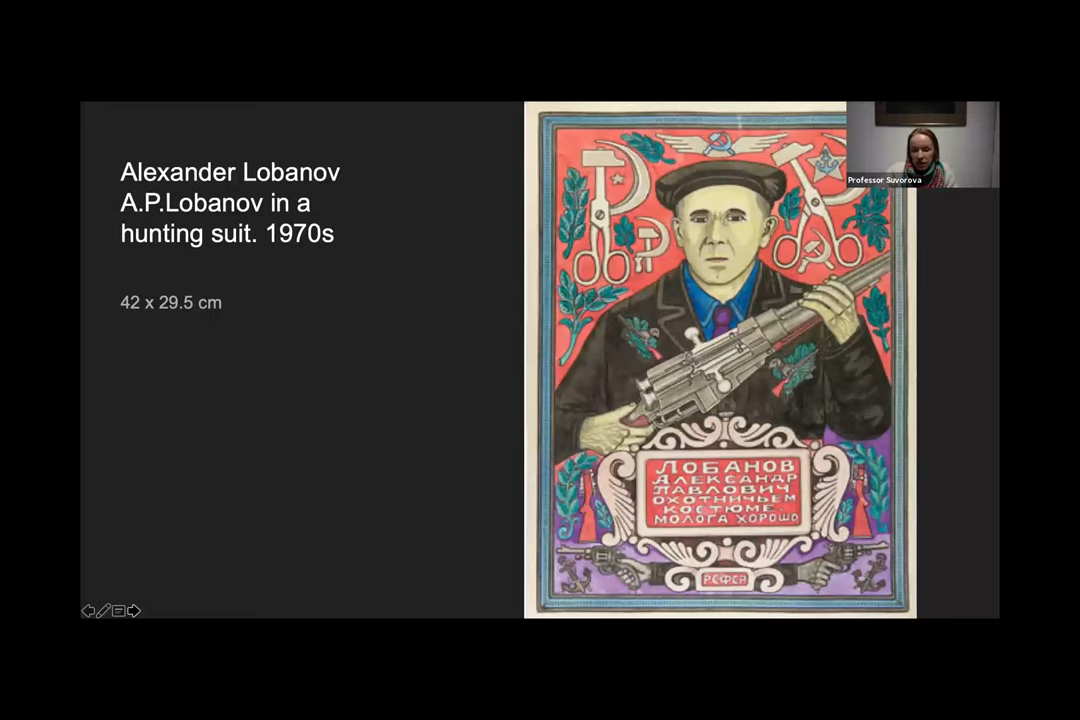 Alexander Lobanov
A.P.Lobanov in a
hunting suit. 1970s
42 x 29.5 cm
Professor Suvorova
ЛОБАНОВ
АЛЕКСАНДР
ПАВЛОВИЧ
ОХОТНИЧЬЕМ
КОСТЮМЕ.
МОЛОГА ХОРОШО
РСФСР